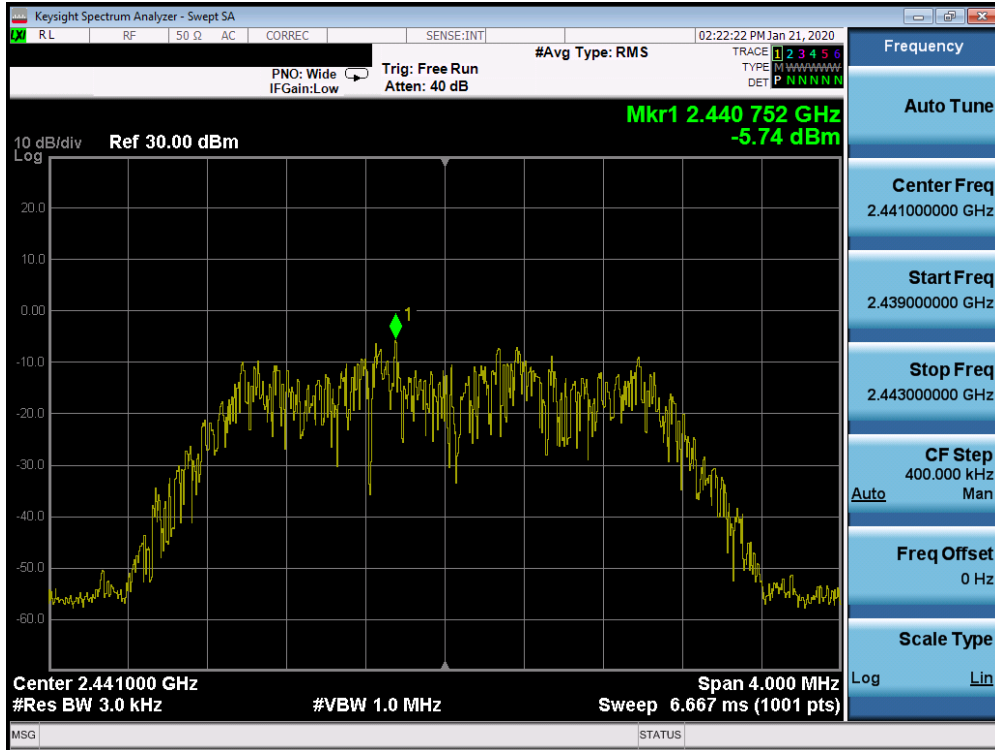 Keysight Spectrum Analyzer - Swept SA
LXI RL RF 50 Ω AC CORREC SENSE:INT 02:22:22 PM Jan 21, 2020
#Avg Type: RMS TRACE 1 2 3 4 5 6
PNO: Wide Trig: Free Run TYPE M WWWWW
IFGain:Low Atten: 40 dB DET P N N N N N
Mkr1 2.440 752 GHz
-5.74 dBm
10 dB/div Ref 30.00 dBm
Log
20.0
10.0
0.00
1
-10.0
-20.0
-30.0
-40.0
-50.0
-60.0
Center 2.441000 GHz Span 4.000 MHz
#Res BW 3.0 kHz #VBW 1.0 MHz Sweep 6.667 ms (1001 pts)
MSG STATUS
Frequency
Auto Tune
Center Freq
2.441000000 GHz
Start Freq
2.439000000 GHz
Stop Freq
2.443000000 GHz
CF Step
400.000 kHz
Auto Man
Freq Offset
0 Hz
Scale Type
Log Lin